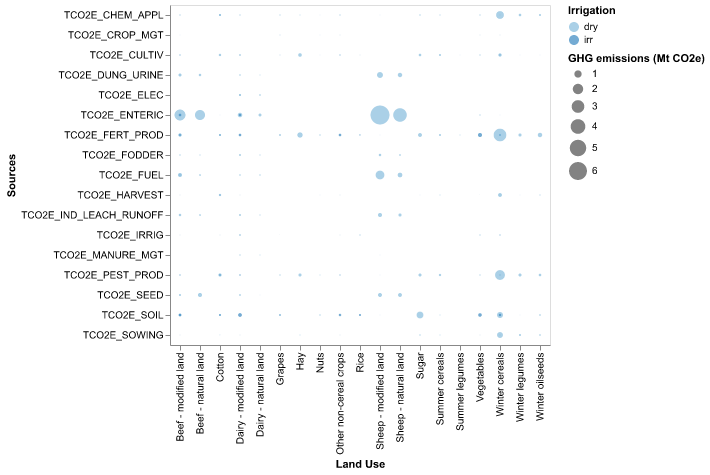 TCO2E_CHEM_APPL
TCO2E_CROP_MGT
TCO2E_CULTIV
TCO2E_DUNG_URINE
TCO2E_ELEC
TCO2E_ENTERIC
TCO2E_FERT_PROD
TCO2E_FODDER
TCO2E_FUEL
TCO2E_HARVEST
TCO2E_IND_LEACH_RUNOFF
TCO2E_IRRIG
TCO2E_MANURE_MGT
TCO2E_PEST_PROD
TCO2E_SEED
TCO2E_SOIL
TCO2E_SOWING
Sources
Beef - modified land
Beef - natural land
Cotton
Dairy - modified land
Dairy - natural land
Grapes
Hay
Nuts
Other non-cereal crops
Rice
Sheep - modified land
Sheep - natural land
Sugar
Summer cereals
Summer legumes
Vegetables
Winter cereals
Winter legumes
Winter oilseeds
Land Use
Irrigation
dry
irr
GHG emissions (Mt CO2e)
1
2
3
4
5
6